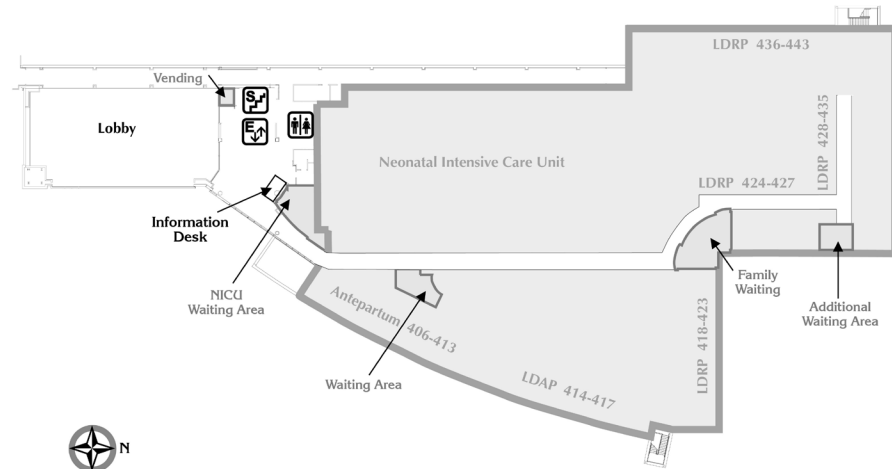 LDRP 436-443
Vending
S
E
Lobby
LDRP 428-435
Neonatal Intensive Care Unit
LDRP 424-427
Information
Desk
NICU
Waiting Area
Family
Waiting
Additional
Waiting Area
Antepartum 406-413
LDRP 418-423
Waiting Area
LDAP 414-417
N